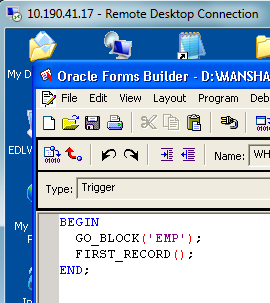 10.190.41.17 - Remote Desktop Connection
My D
Oracle Forms Builder - D:\MANSHA
File Edit View Layout Program Deb
EDLV
Name: WH
Type: Trigger
My
F
In
BEGIN
GO_BLOCK('EMP');
FIRST_RECORD();
END;